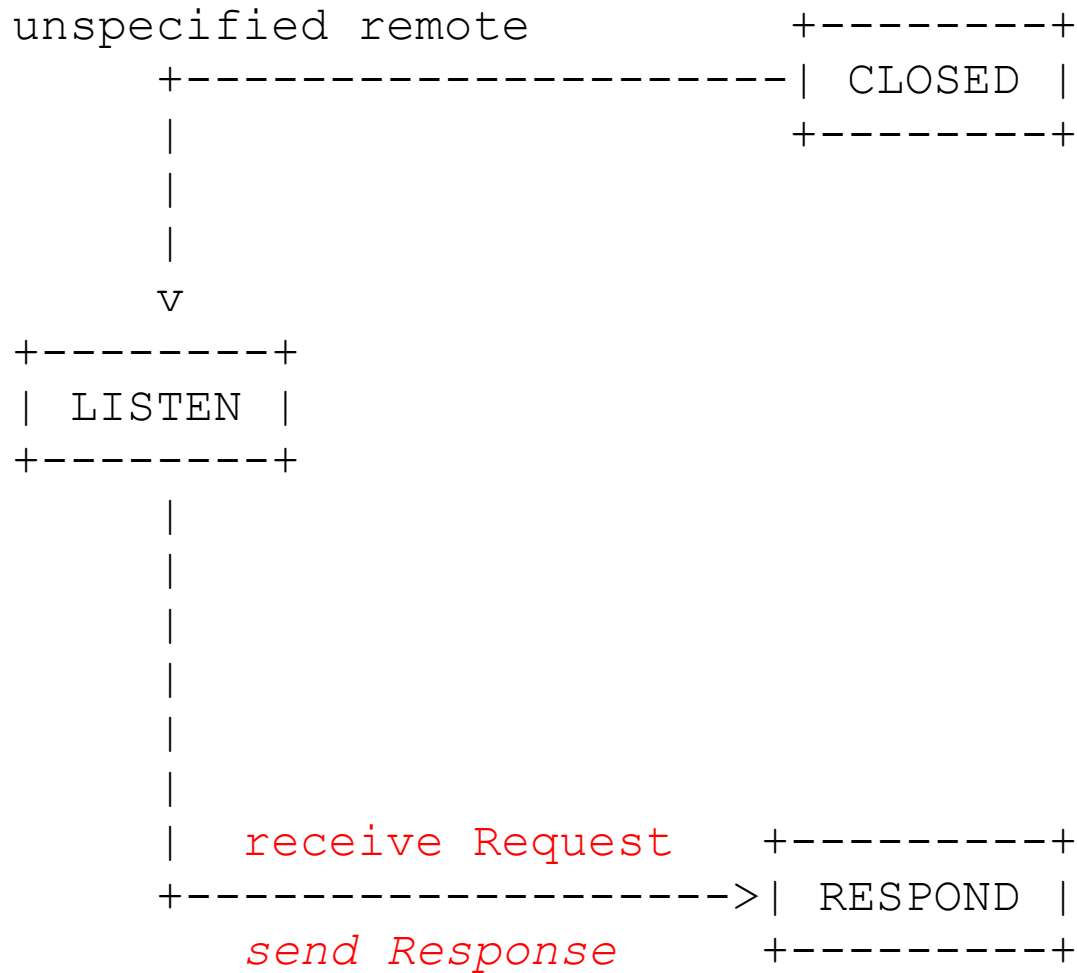 unspecified remote
CLOSED
LISTEN
receive Request
RESPOND
send Response